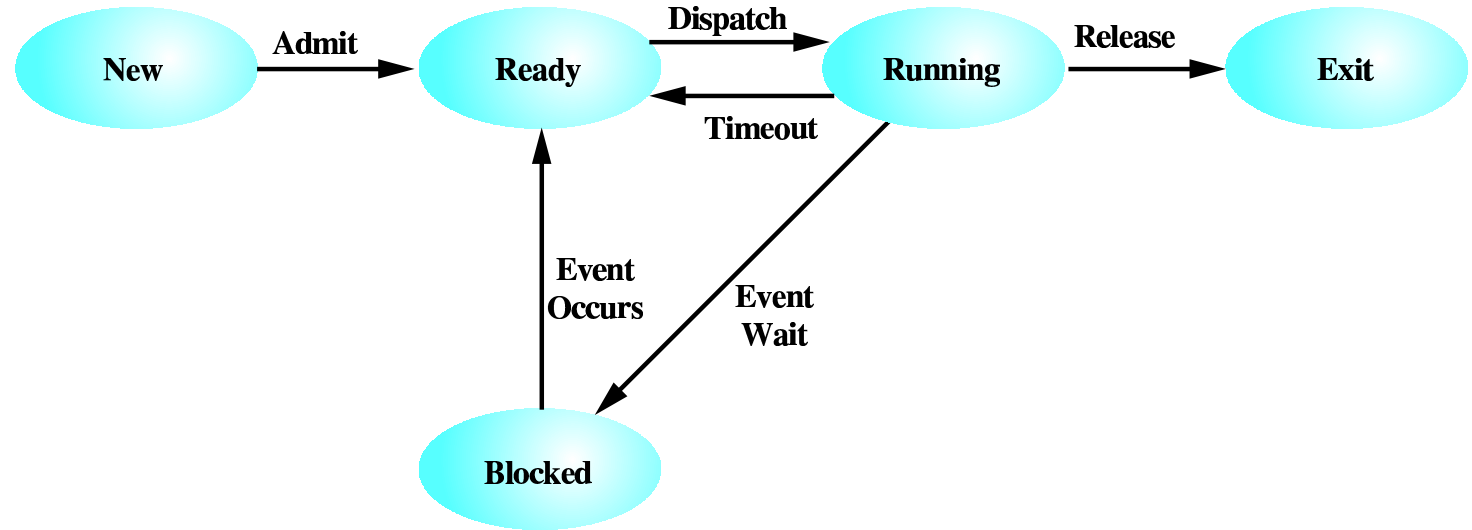 Dispatch
Admit
Release
New
Ready
Running
Exit
Timeout
Event
Occurs
Event
Wait
Blocked